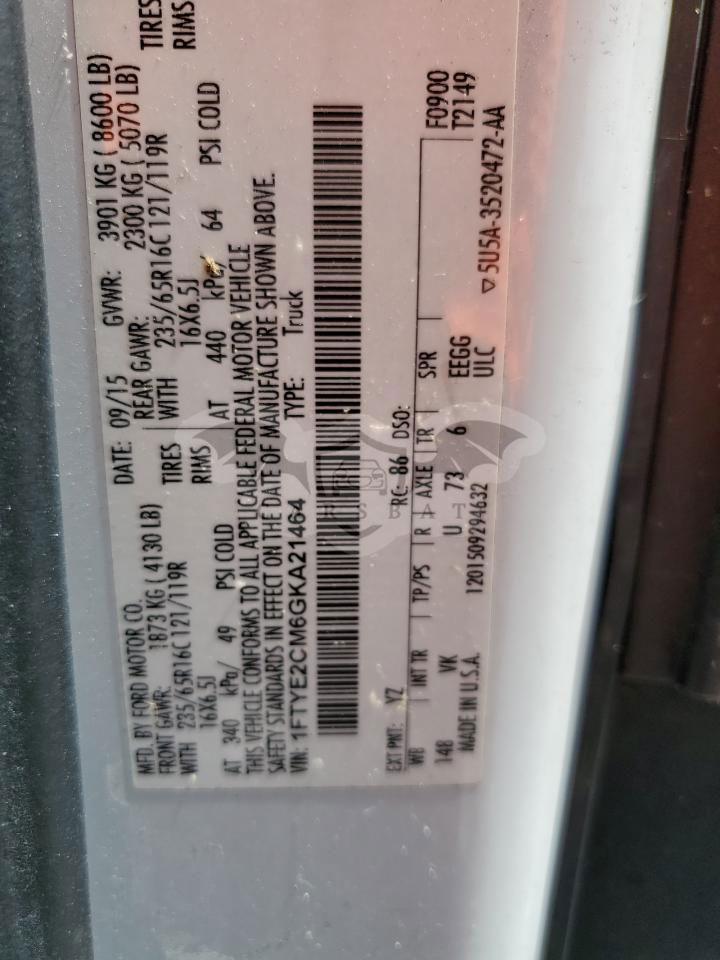 MFD. BY FORD MOTOR CO.
DATE: 09/15 GVWR: 3901 KG ( 8600 LB)
FRONT GAWR: 1873 KG ( 4130 LB)
REAR GAWR: 2300 KG ( 5070 LB)
WITH 235/65R16C 121/119R TIRES
WITH 235/65R16C 121/119R TIRES
16X6.5J RIMS
16X6.5J RIMS
AT 340 kPa/ 49 PSI COLD
AT 440 kPa/ 64 PSI COLD
THIS VEHICLE CONFORMS TO ALL APPLICABLE FEDERAL MOTOR VEHICLE
SAFETY STANDARDS IN EFFECT ON THE DATE OF MANUFACTURE SHOWN ABOVE.
VIN: 1FTYE2CM6GKA21464 TYPE: Truck
EXT PNT: YZ RC: 86 DSO: F0900
WB INT TR TP/PS R AXLE TR SPR T2149
148 VK U 73 6 EEGG
MADE IN U.S.A. 1201509294632 ULC
▽ 5U5A-3520472-AA